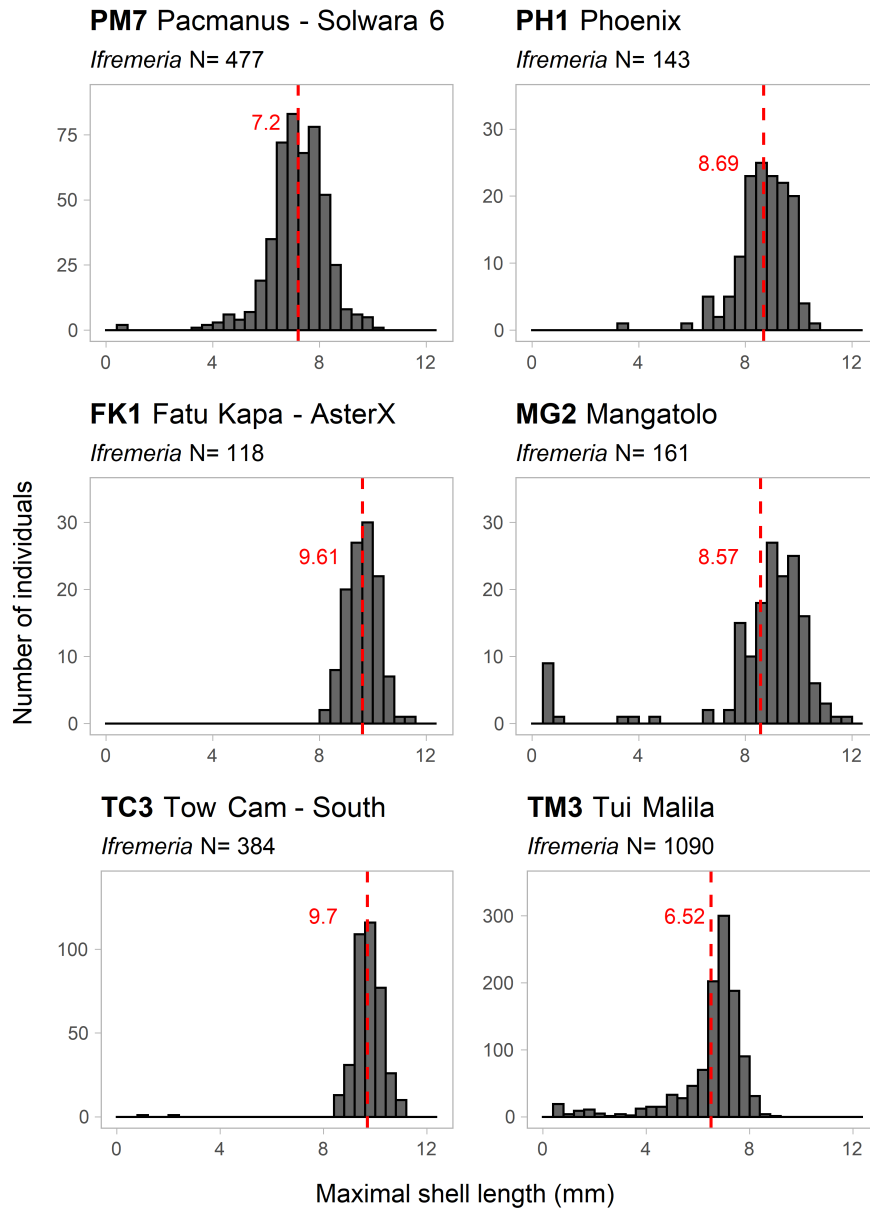 PM7 Pacmanus - Solwara 6
Ifremeria N= 477
7.2
75
50
25
0
0 4 8 12
PH1 Phoenix
Ifremeria N= 143
8.69
30
20
10
0
0 4 8 12
FK1 Fatu Kapa - AsterX
Ifremeria N= 118
9.61
30
20
10
0
0 4 8 12
MG2 Mangatolo
Ifremeria N= 161
8.57
30
20
10
0
0 4 8 12
Number of individuals
TC3 Tow Cam - South
Ifremeria N= 384
9.7
100
50
0
0 4 8 12
TM3 Tui Malila
Ifremeria N= 1090
6.52
300
200
100
0
0 4 8 12
Maximal shell length (mm)